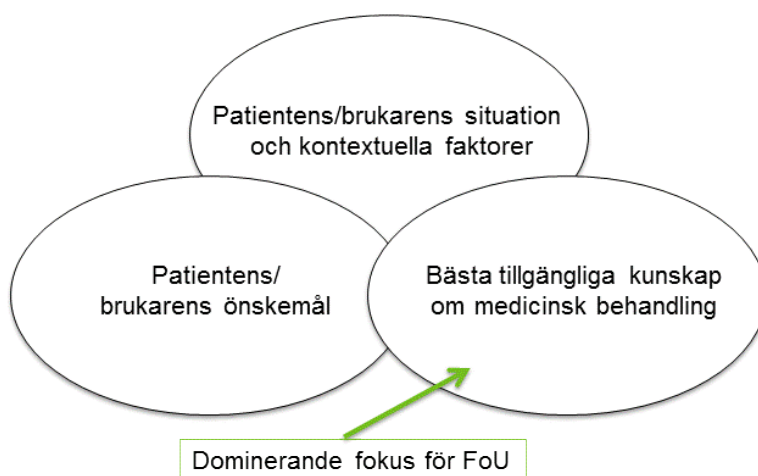 Patientens/brukarens situation
och kontextuella faktorer
Patientens/
brukarens önskemål
Bästa tillgängliga kunskap
om medicinsk behandling
Dominerande fokus för FoU